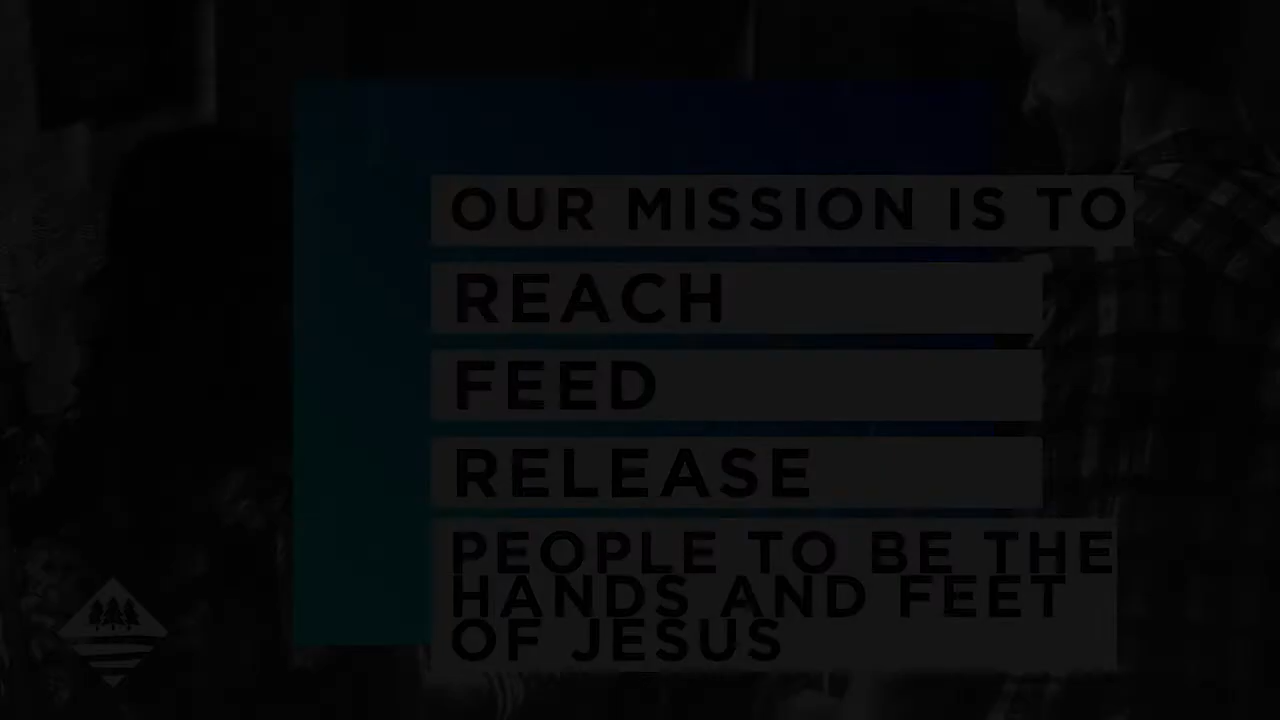 OUR MISSION IS TO
REACH
FEED
RELEASE
PEOPLE TO BE THE
HANDS AND FEET
OF JESUS